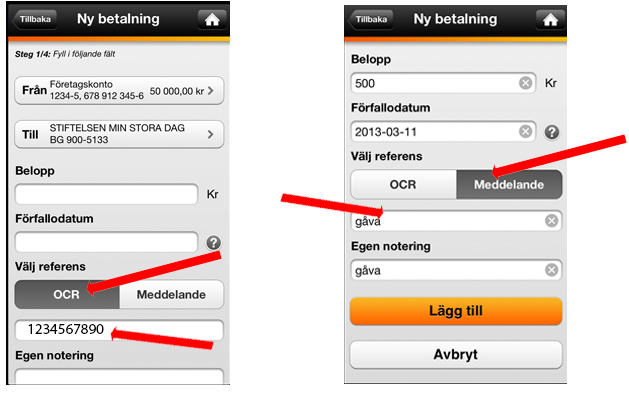 Tillbaka Ny betalning
Steg 1/4: Fyll i följande fält
Från Företagskonto
1234-5, 678 912 345-6 50 000,00 kr >
Till STIFTELSEN MIN STORA DAG
BG 900-5133 >
Belopp
Kr
Förfallodatum
?
Välj referens
OCR Meddelande
1234567890
Egen notering
Tillbaka Ny betalning
Belopp
500 Kr
Förfallodatum
2013-03-11 ?
Välj referens
OCR Meddelande
gåva
Egen notering
gåva
Lägg till
Avbryt